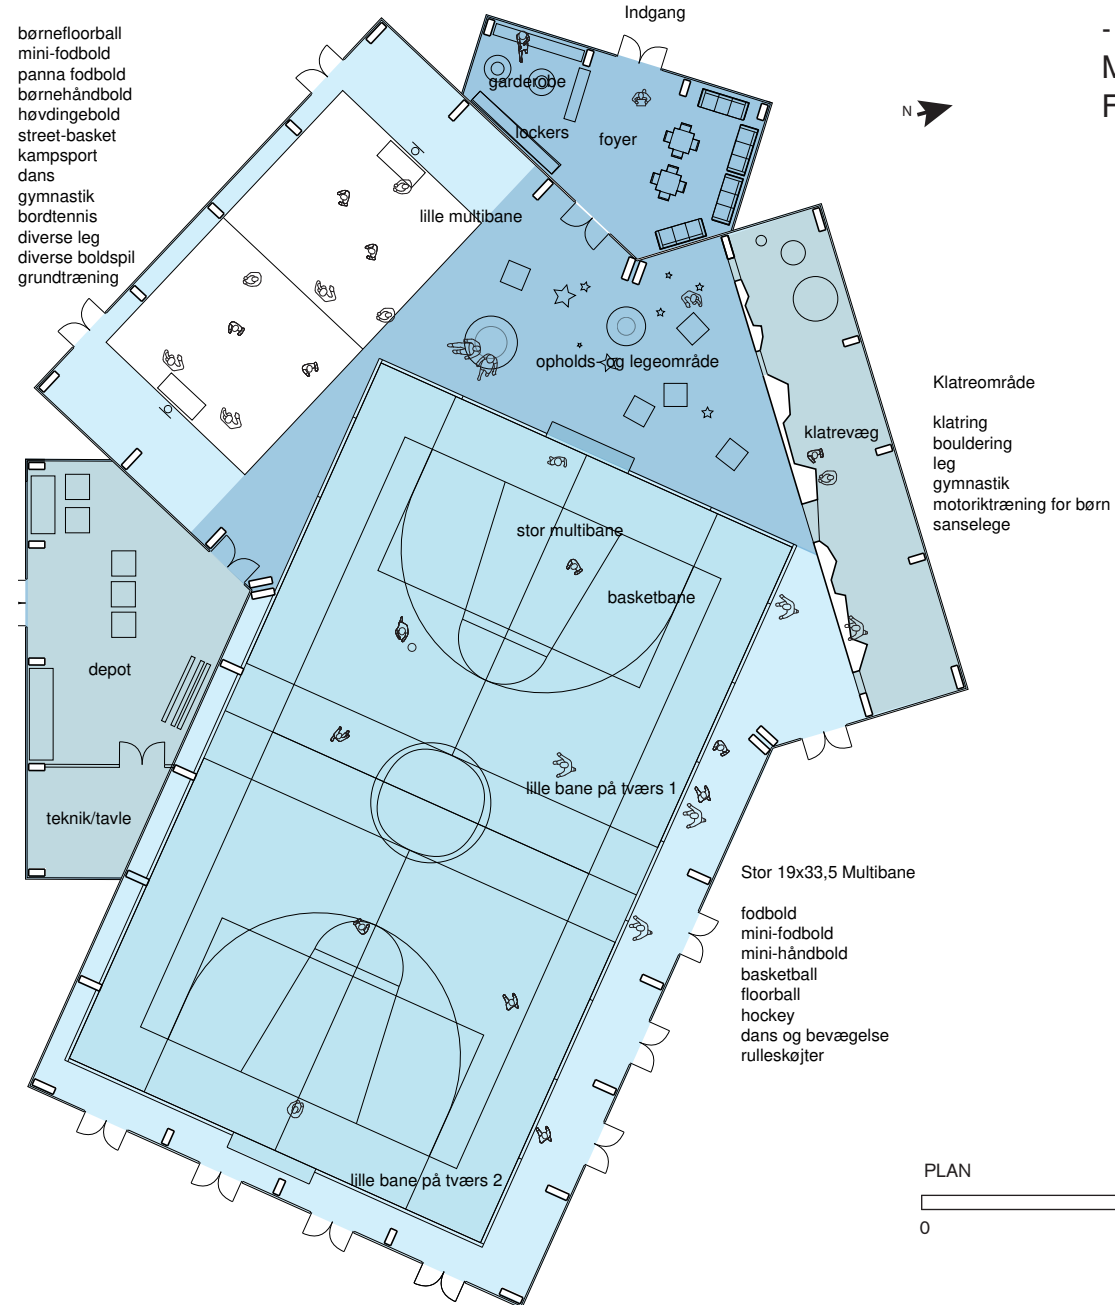 Indgang
-
M
F
børnefloorball
mini-fodbold
panna fodbold
børnehåndbold
høvdingebold
street-basket
kampsport
dans
gymnastik
bordtennis
diverse leg
diverse boldspil
grundtræning
garderobe
lockers
foyer
N
lille multibane
opholds- og legeområde
klatrevæg
Klatreområde
klatring
bouldering
leg
gymnastik
motoriktræning for børn
sanselege
stor multibane
basketbane
depot
teknik/tavle
lille bane på tværs 1
Stor 19x33,5 Multibane
fodbold
mini-fodbold
mini-håndbold
basketball
floorball
hockey
dans og bevægelse
rulleskøjter
lille bane på tværs 2
PLAN
0